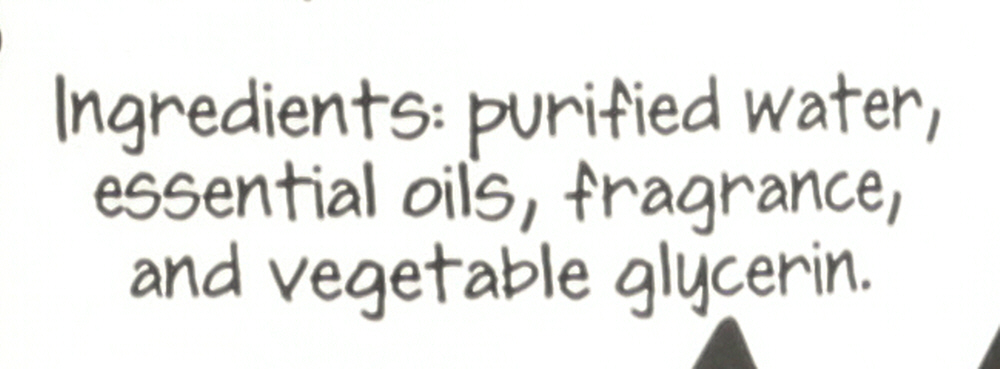 Ingredients: purified water,
essential oils, fragrance,
and vegetable glycerin.